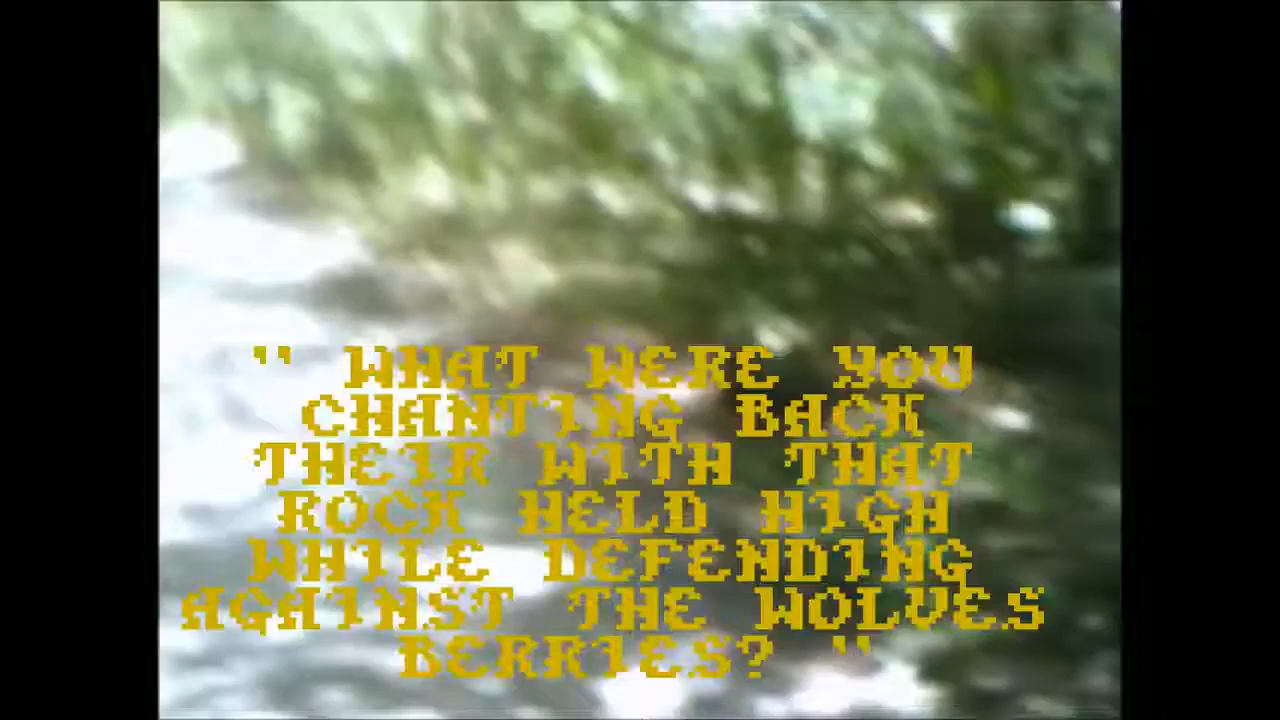 " WHAT WERE YOU
CHANTING BACK
THEIR WITH THAT
ROCK HELD HIGH
WHILE DEFENDING
AGAINST THE WOLVES
BERRIES? "